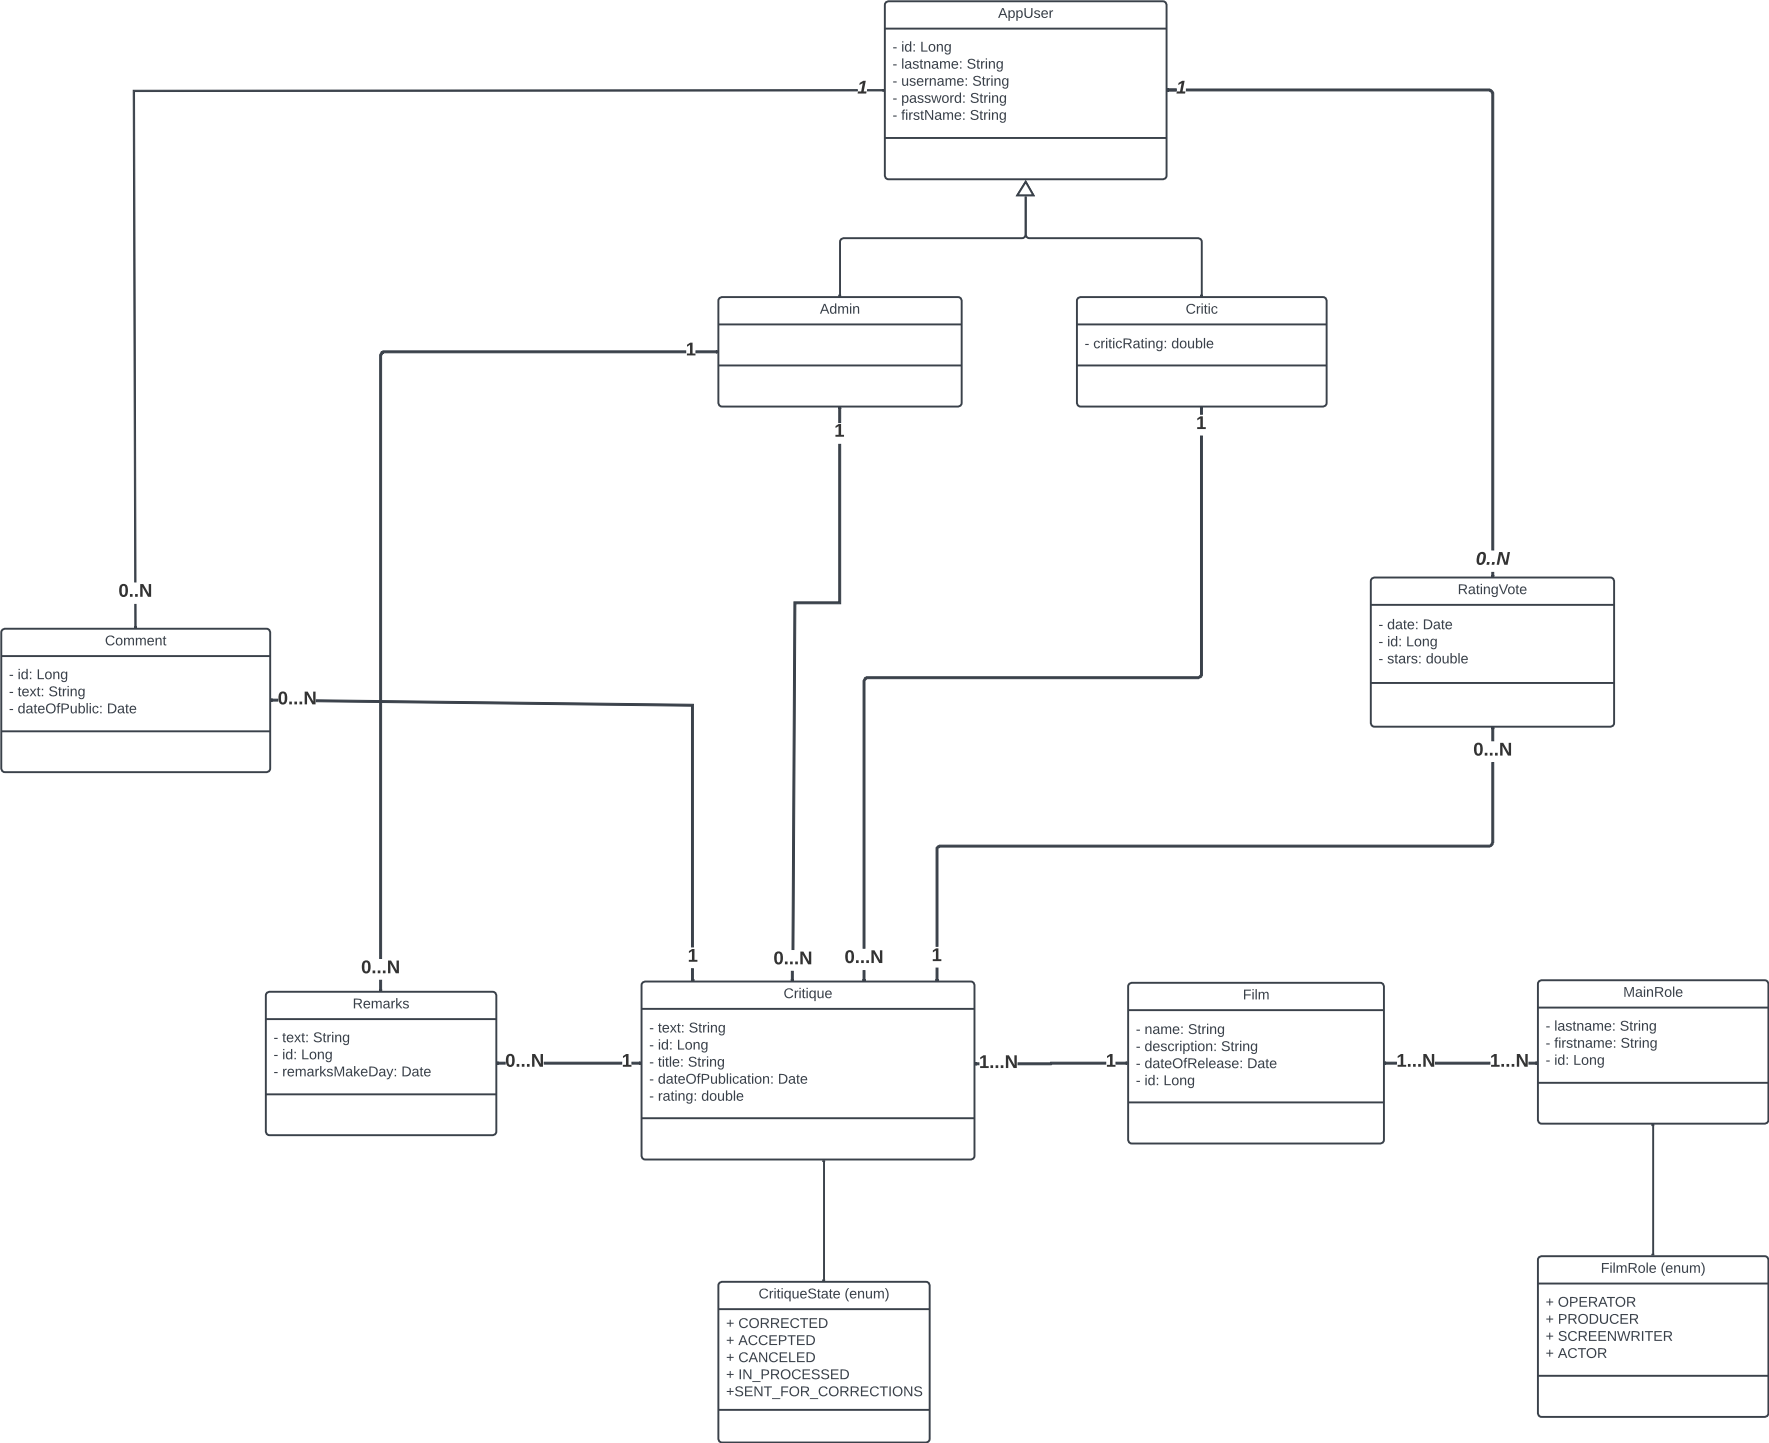 AppUser
- id: Long
- lastname: String
- username: String
- password: String
- firstName: String
1
1
Admin
Critic
- criticRating: double
1
1
1
0..N
0..N
RatingVote
- date: Date
- id: Long
- stars: double
Comment
- id: Long
- text: String
- dateOfPublic: Date
0...N
0...N
0...N
1
0...N
0...N
1
Remarks
- text: String
- id: Long
- remarksMakeDay: Date
0...N
1
Critique
- text: String
- id: Long
- title: String
- dateOfPublication: Date
- rating: double
1...N
1
Film
- name: String
- description: String
- dateOfRelease: Date
- id: Long
1...N
1...N
MainRole
- lastname: String
- firstname: String
- id: Long
CritiqueState (enum)
+ CORRECTED
+ ACCEPTED
+ CANCELED
+ IN_PROCESSED
+SENT_FOR_CORRECTIONS
FilmRole (enum)
+ OPERATOR
+ PRODUCER
+ SCREENWRITER
+ ACTOR